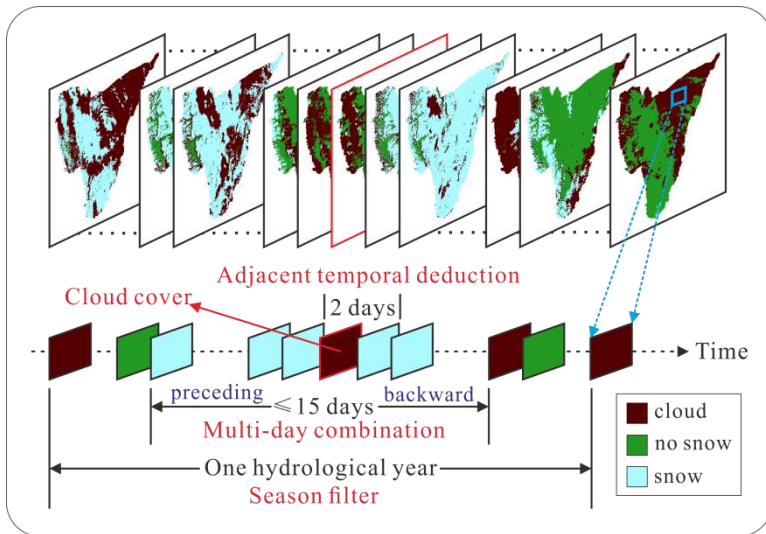 Adjacent temporal deduction
Cloud cover
2 days
Time
preceding
backward
≤15 days
Multi-day combination
One hydrological year
Season filter
cloud
no snow
snow